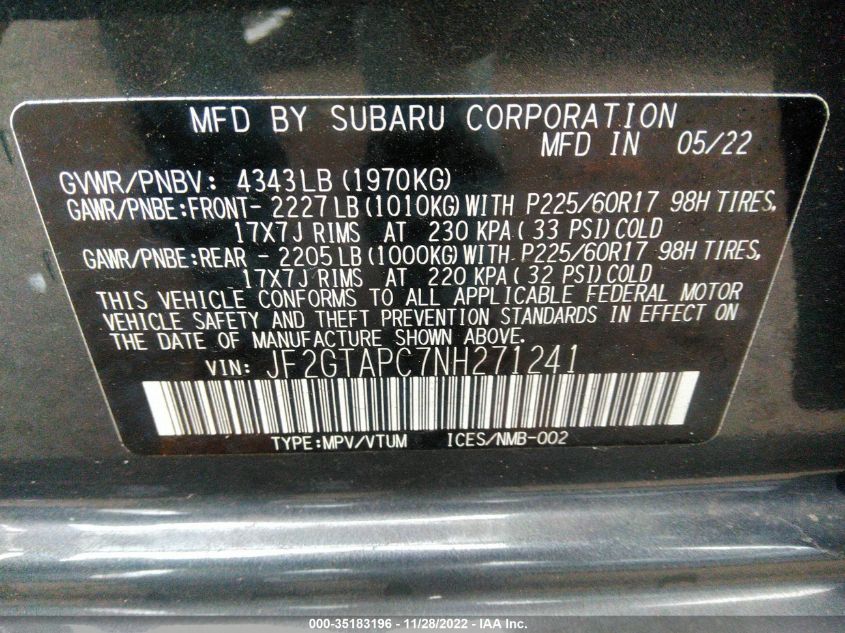 MFD BY SUBARU CORPORATION
MFD IN 05/22
GVWR/PNBV: 4343LB (1970KG)
GAWR/PNBE:FRONT- 2227LB (1010KG) WITH P225/60R17 98H TIRES,
17X7J RIMS AT 230 KPA ( 33 PSI) COLD
GAWR/PNBE:REAR - 2205LB (1000KG) WITH P225/60R17 98H TIRES,
17X7J RIMS AT 220 KPA ( 32 PSI) COLD
THIS VEHICLE CONFORMS TO ALL APPLICABLE FEDERAL MOTOR
VEHICLE SAFETY AND THEFT PREVENTION STANDARDS IN EFFECT ON
THE DATE OF MANUFACTURE SHOWN ABOVE.
VIN: JF2GTAPC7NH271241
TYPE:MPV/VTUM ICES/NMB-002
000-35183196 - 11/28/2022 - IAA Inc.